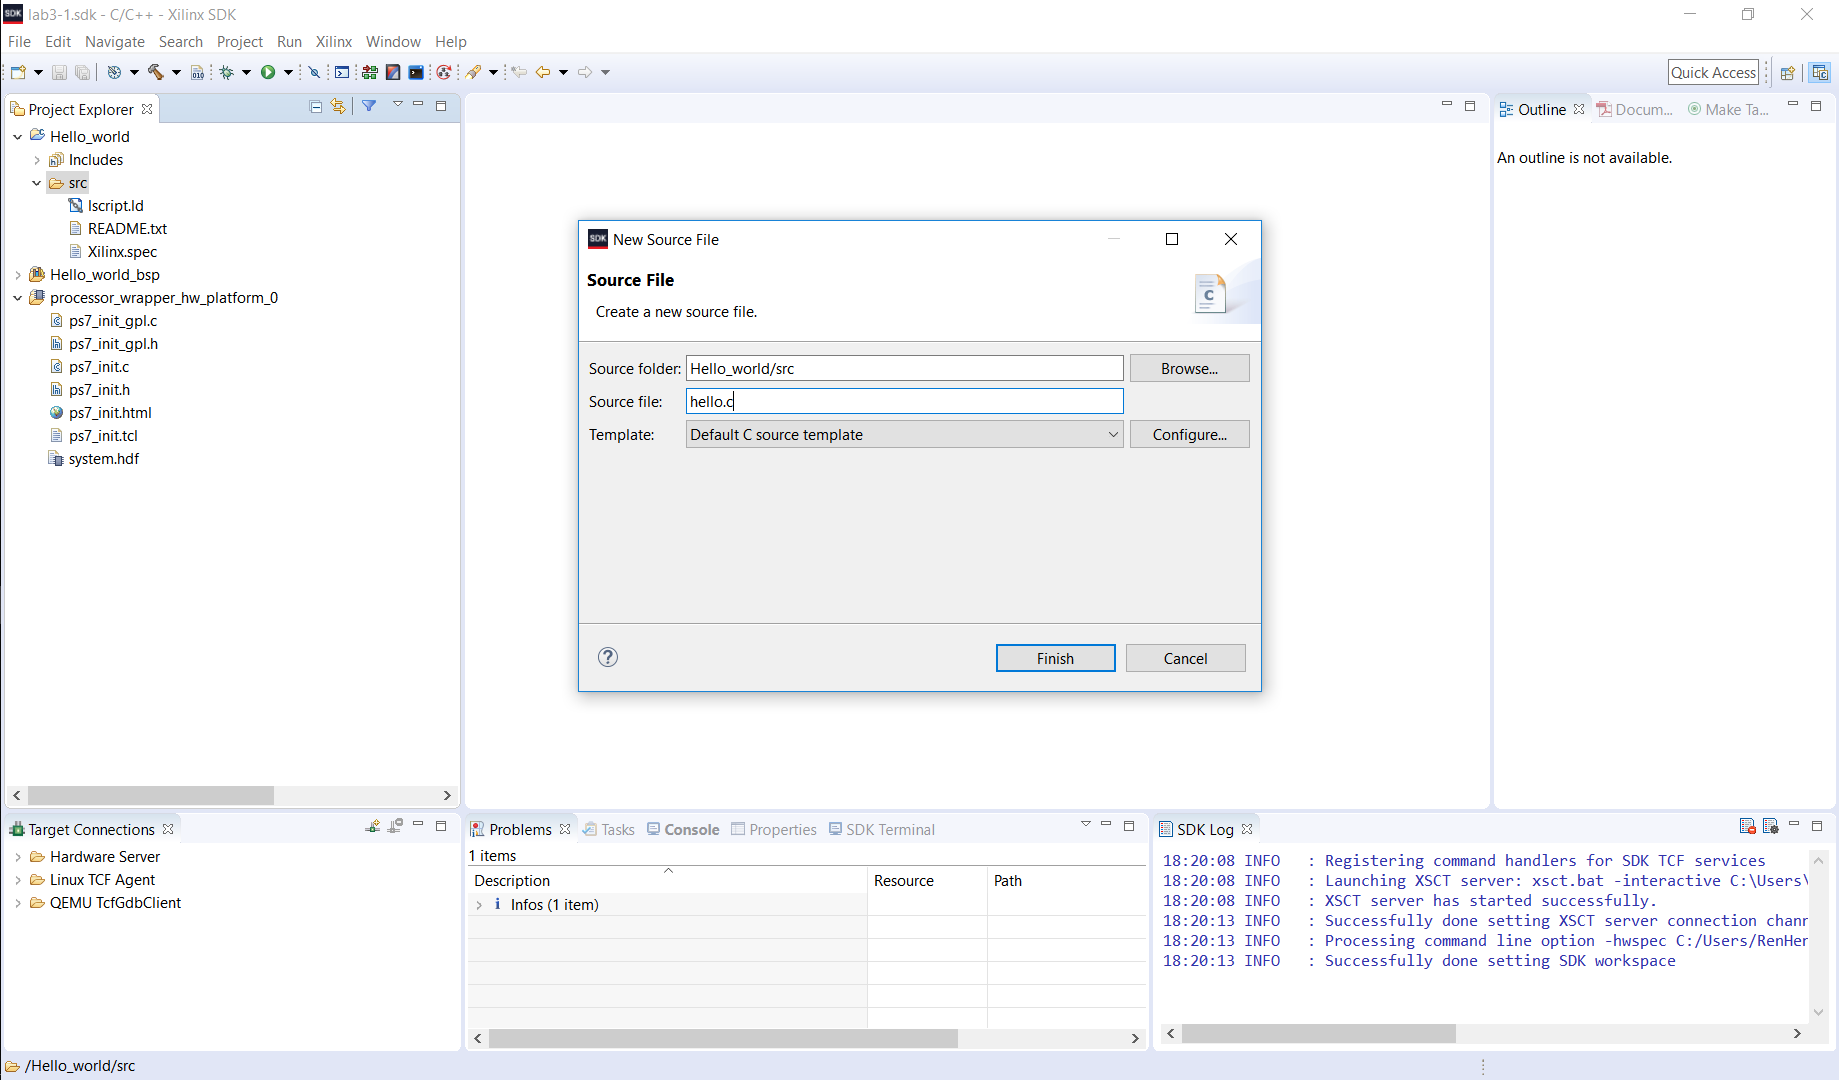 SDK lab3-1.sdk - C/C++ - Xilinx SDK
File Edit Navigate Search Project Run Xilinx Window Help
Quick Access
Project Explorer
Hello_world
Includes
src
lscript.ld
README.txt
Xilinx.spec
Hello_world_bsp
processor_wrapper_hw_platform_0
ps7_init_gpl.c
ps7_init_gpl.h
ps7_init.c
ps7_init.h
ps7_init.html
ps7_init.tcl
system.hdf
SDK New Source File
Source File
Create a new source file.
Source folder: Hello_world/src Browse...
Source file: hello.c
Template: Default C source template Configure...
Finish Cancel
Outline Docum... Make Ta...
An outline is not available.
Target Connections
Hardware Server
Linux TCF Agent
QEMU TcfGdbClient
Problems Tasks Console Properties SDK Terminal
1 items
Description Resource Path
Infos (1 item)
SDK Log
18:20:08 INFO : Registering command handlers for SDK TCF services
18:20:08 INFO : Launching XSCT server: xsct.bat -interactive C:\Users\
18:20:08 INFO : XSCT server has started successfully.
18:20:13 INFO : Successfully done setting XSCT server connection chann
18:20:13 INFO : Processing command line option -hwspec C:/Users/RenHer
18:20:13 INFO : Successfully done setting SDK workspace
/Hello_world/src